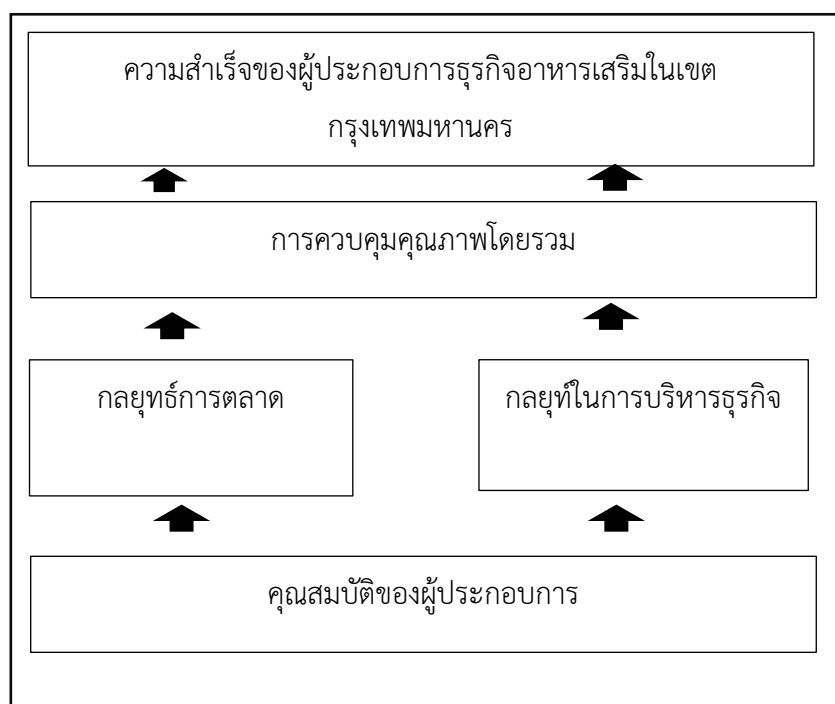 ความสำเร็จของผู้ประกอบการธุรกิจอาหารเสริมในเขต
กรุงเทพมหานคร
การควบคุมคุณภาพโดยรวม
กลยุทธ์การตลาด
กลยุท์ในการบริหารธุรกิจ
คุณสมบัติของผู้ประกอบการ